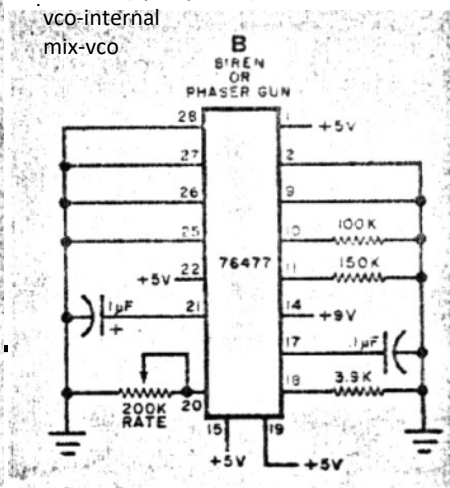 vco-internal
mix-vco
B
SIREN
OR
PHASER GUN
28
1
+5V
27
2
26
9
25
10
100K
76477
11
150K
+5V
22
1µF
+
21
14
+9V
17
.1µF
18
3.9K
200K
RATE
20
15
19
+5V
+5V